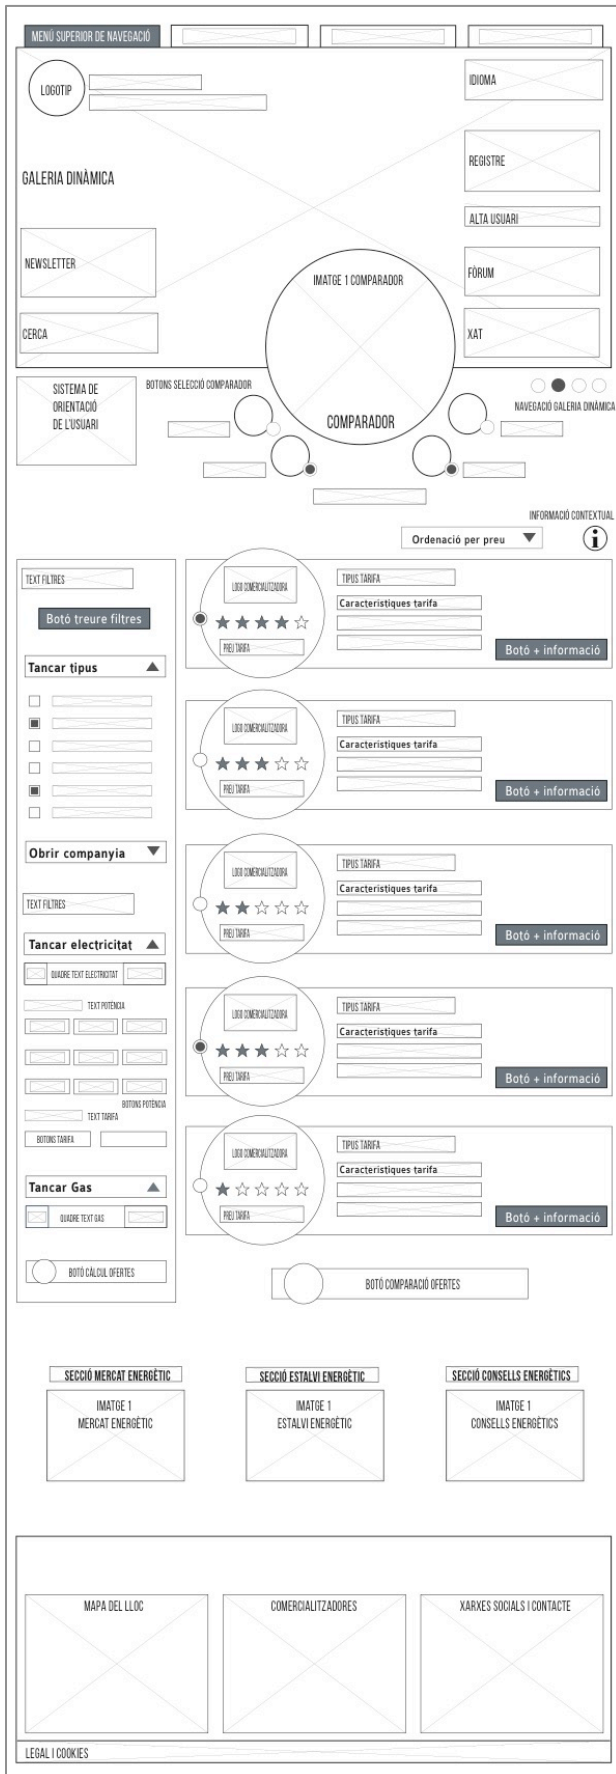 MENÚ SUPERIOR DE NAVEGACIÓ
LOGOTIP
IDIOMA
REGISTRE
GALERIA DINÀMICA
ALTA USUARI
NEWSLETTER
FÒRUM
IMATGE 1 COMPARADOR
CERCA
XAT
SISTEMA DE
ORIENTACIÓ
DE L'USUARI
BOTONS SELECCIÓ COMPARADOR
COMPARADOR
NAVEGACIÓ GALERIA DINÀMICA
INFORMACIÓ CONTEXTUAL
Ordenació per preu
i
TEXT FILTRES
Botó treure filtres
Tancar tipus
Obrir companyia
TEXT FILTRES
Tancar electricitat
QUADRE TEXT ELECTRICITAT
TEXT POTÈNCIA
BOTONS POTÈNCIA
TEXT TARIFA
BOTONS TARIFA
Tancar Gas
QUADRE TEXT GAS
BOTÓ CÀLCUL OFERTES
LOGO COMERCIALITZADORA
PREU TARIFA
TIPUS TARIFA
Característiques tarifa
Botó + informació
LOGO COMERCIALITZADORA
PREU TARIFA
TIPUS TARIFA
Característiques tarifa
Botó + informació
LOGO COMERCIALITZADORA
PREU TARIFA
TIPUS TARIFA
Característiques tarifa
Botó + informació
LOGO COMERCIALITZADORA
PREU TARIFA
TIPUS TARIFA
Característiques tarifa
Botó + informació
LOGO COMERCIALITZADORA
PREU TARIFA
TIPUS TARIFA
Característiques tarifa
Botó + informació
BOTÓ COMPARACIÓ OFERTES
SECCIÓ MERCAT ENERGÈTIC
IMATGE 1
MERCAT ENERGÈTIC
SECCIÓ ESTALVI ENERGÈTIC
IMATGE 1
ESTALVI ENERGÈTIC
SECCIÓ CONSELLS ENERGÈTICS
IMATGE 1
CONSELLS ENERGÈTICS
MAPA DEL LLOC
COMERCIALITZADORES
XARXES SOCIALS I CONTACTE
LEGAL I COOKIES